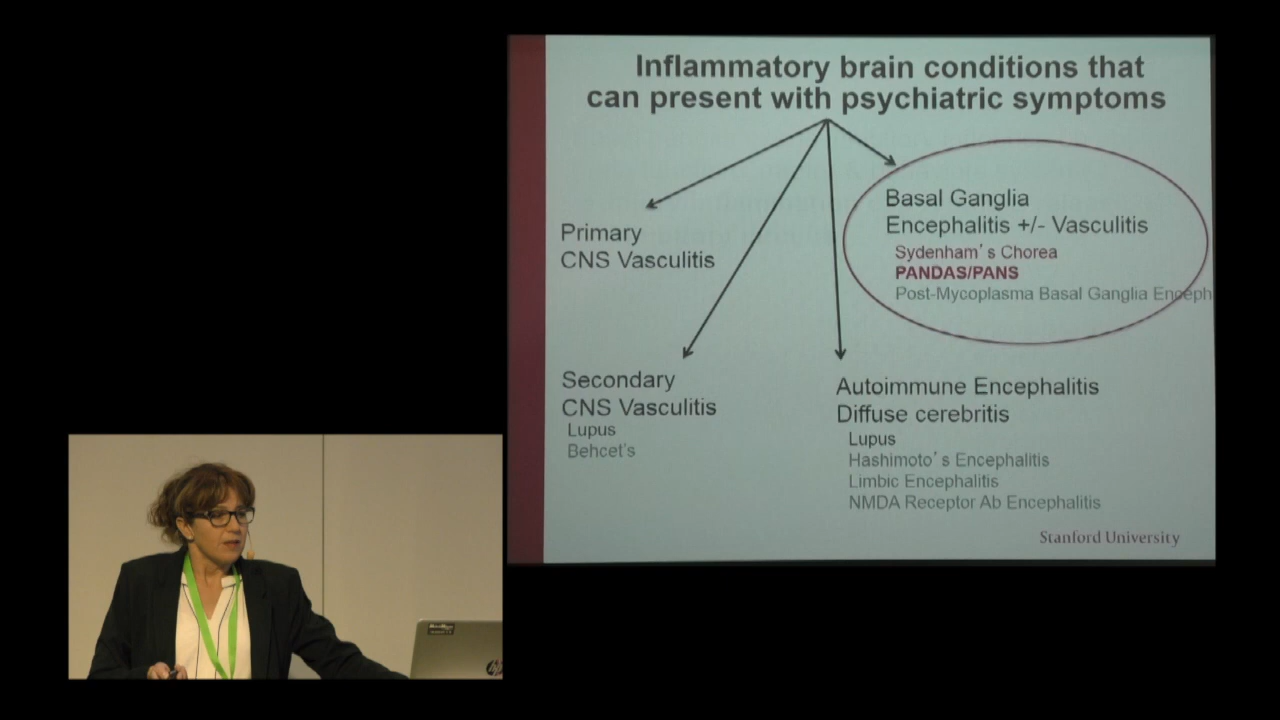 Inflammatory brain conditions that
can present with psychiatric symptoms
Basal Ganglia
Encephalitis +/- Vasculitis
Sydenham's Chorea
PANDAS/PANS
Post-Mycoplasma Basal Ganglia Enceph
Primary
CNS Vasculitis
Secondary
CNS Vasculitis
Lupus
Behcet's
Autoimmune Encephalitis
Diffuse cerebritis
Lupus
Hashimoto's Encephalitis
Limbic Encephalitis
NMDA Receptor Ab Encephalitis
Stanford University
hp